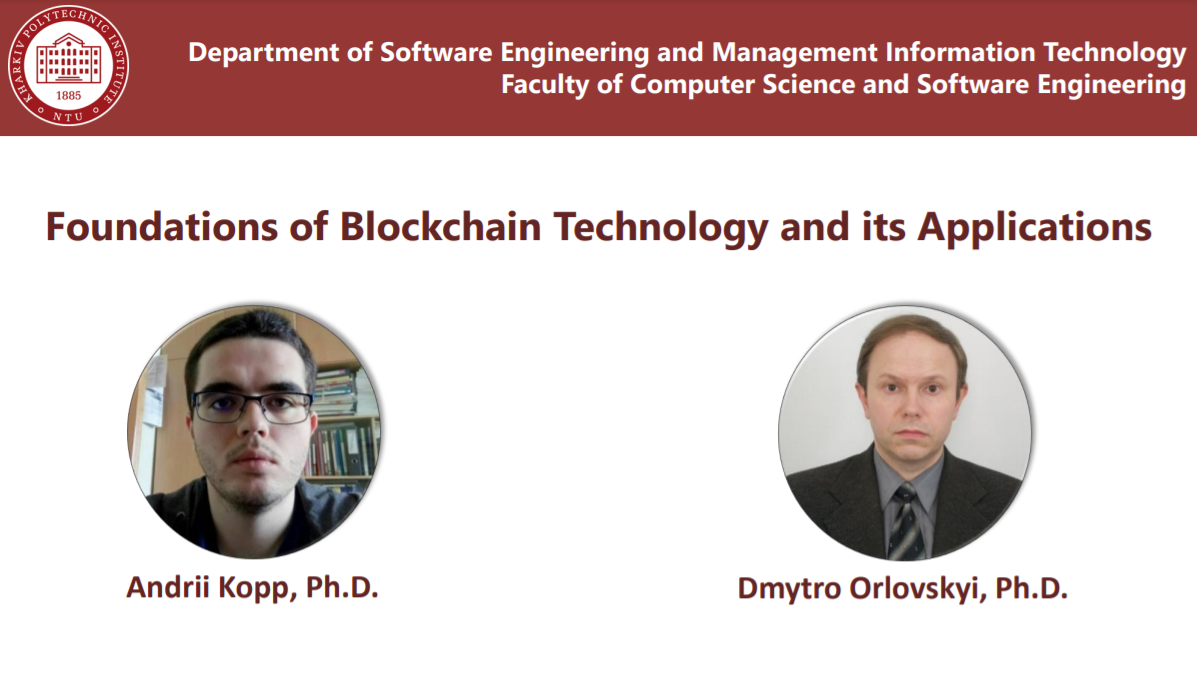 KHARKIV POLYTECHNIC INSTITUTE
1885
NTU
Department of Software Engineering and Management Information Technology
Faculty of Computer Science and Software Engineering
Foundations of Blockchain Technology and its Applications
Andrii Kopp, Ph.D.
Dmytro Orlovskyi, Ph.D.